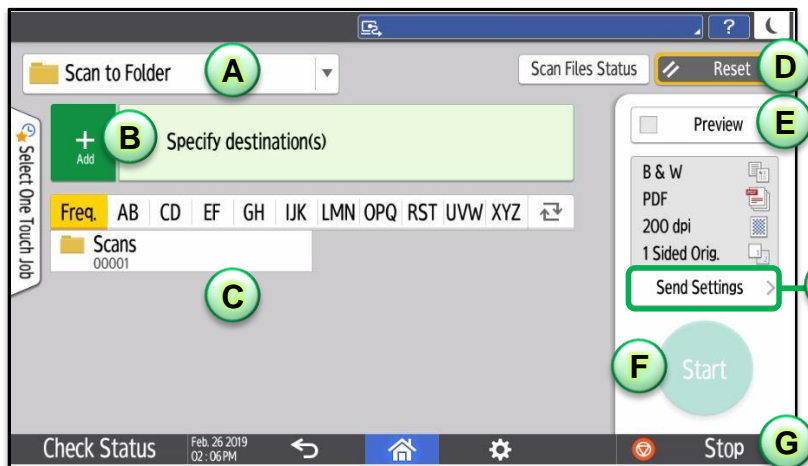 ?
Scan to Folder
A
Scan Files Status
Reset
D
Select One Touch Job
Add
B
Specify destination(s)
Preview
E
Freq. AB CD EF GH IJK LMN OPQ RST UVW XYZ
Scans
00001
C
B & W
PDF
200 dpi
1 Sided Orig.
Send Settings
F
Start
Check Status
Feb. 26 2019
02 : 06 PM
Stop
G